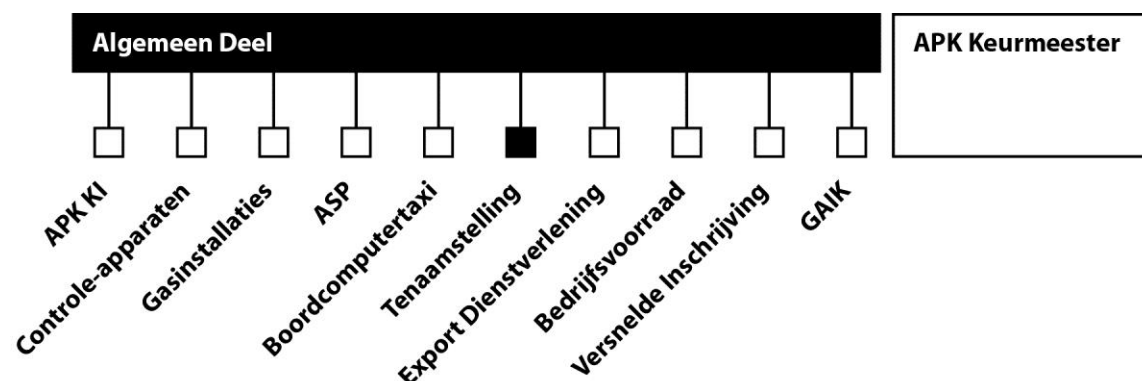 Algemeen Deel
APK Keurmeester
APK KI
Controle-apparaten
Gasinstallaties
ASP
Boordcomputertaxi
Tenaamstelling
Export Dienstverlening
Bedrijfsvoorraad
Versnelde Inschrijving
GAIK